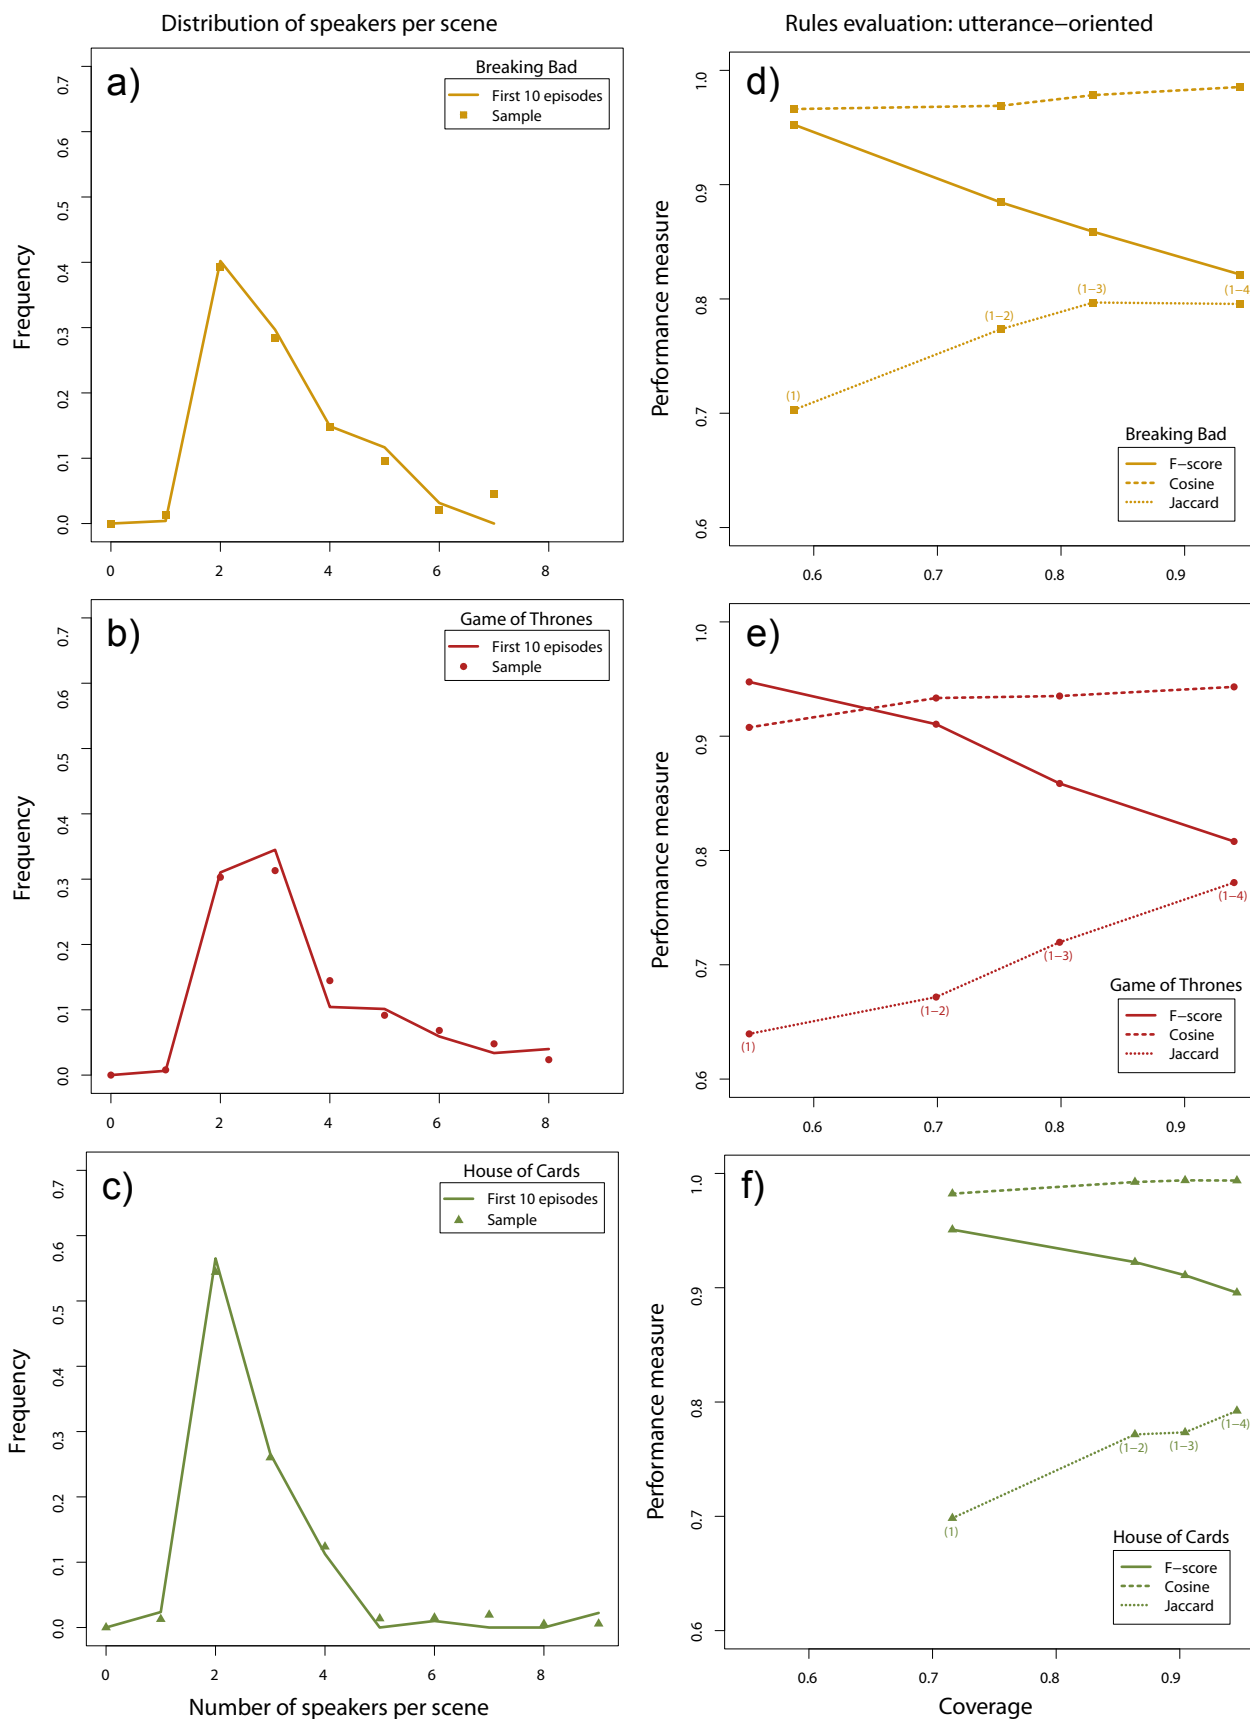 Distribution of speakers per scene
a)
Breaking Bad
First 10 episodes
Sample
Frequency
0.7
0.6
0.5
0.4
0.3
0.2
0.1
0.0
0 2 4 6 8
Rules evaluation: utterance−oriented
d)
Performance measure
1.0
0.9
0.8
0.7
0.6
(1)
(1−2)
(1−3)
(1−4)
Breaking Bad
F−score
Cosine
Jaccard
0.6 0.7 0.8 0.9
b)
Game of Thrones
First 10 episodes
Sample
Frequency
0.7
0.6
0.5
0.4
0.3
0.2
0.1
0.0
0 2 4 6 8
e)
Performance measure
1.0
0.9
0.8
0.7
0.6
(1)
(1−2)
(1−3)
(1−4)
Game of Thrones
F−score
Cosine
Jaccard
0.6 0.7 0.8 0.9
c)
House of Cards
First 10 episodes
Sample
Frequency
0.7
0.6
0.5
0.4
0.3
0.2
0.1
0.0
0 2 4 6 8
Number of speakers per scene
f)
Performance measure
1.0
0.9
0.8
0.7
0.6
(1)
(1−2)
(1−3)
(1−4)
House of Cards
F−score
Cosine
Jaccard
0.6 0.7 0.8 0.9
Coverage